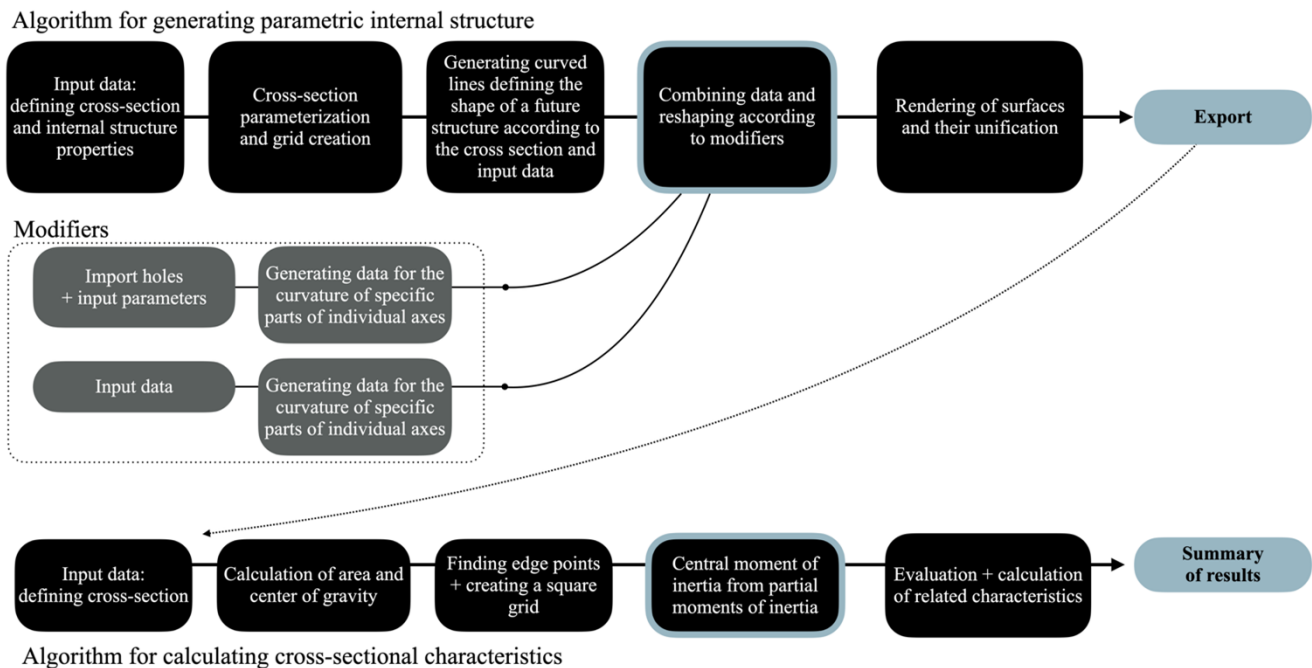 Algorithm for generating parametric internal structure
Input data:
defining cross-section
and internal structure
properties
Cross-section
parameterization
and grid creation
Generating curved
lines defining the
shape of a future
structure according to
the cross section and
input data
Combining data and
reshaping according
to modifiers
Rendering of surfaces
and their unification
Export
Modifiers
Import holes
+ input parameters
Generating data for the
curvature of specific
parts of individual axes
Input data
Generating data for the
curvature of specific
parts of individual axes
Input data:
defining cross-section
Calculation of area and
center of gravity
Finding edge points
+ creating a square
grid
Central moment of
inertia from partial
moments of inertia
Evaluation + calculation
of related characteristics
Summary
of results
Algorithm for calculating cross-sectional characteristics